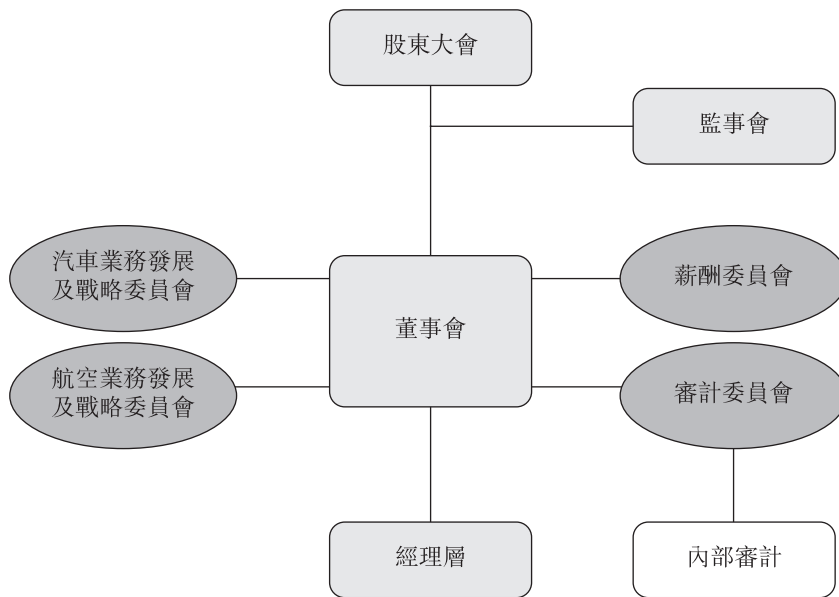 股東大會
監事會
汽車業務發展
及戰略委員會
薪酬委員會
董事會
航空業務發展
及戰略委員會
審計委員會
經理層
內部審計